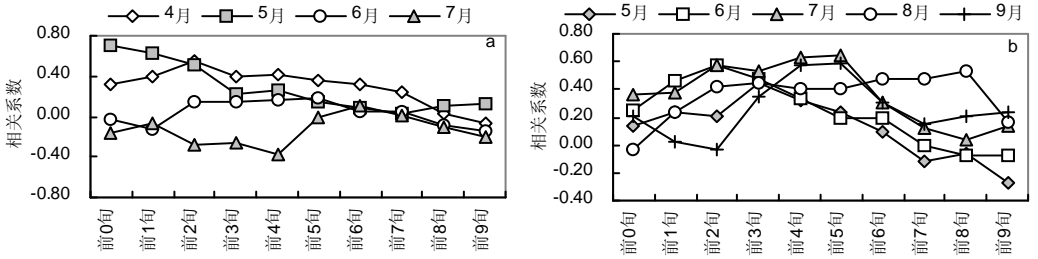 4月 5月 6月 7月
a
0.80
0.40
0.00
-0.40
-0.80
相关系数
前0旬 前1旬 前2旬 前3旬 前4旬 前5旬 前6旬 前7旬 前8旬 前9旬
5月 6月 7月 8月 9月
b
0.80
0.60
0.40
0.20
0.00
-0.20
-0.40
相关系数
前0旬 前1旬 前2旬 前3旬 前4旬 前5旬 前6旬 前7旬 前8旬 前9旬